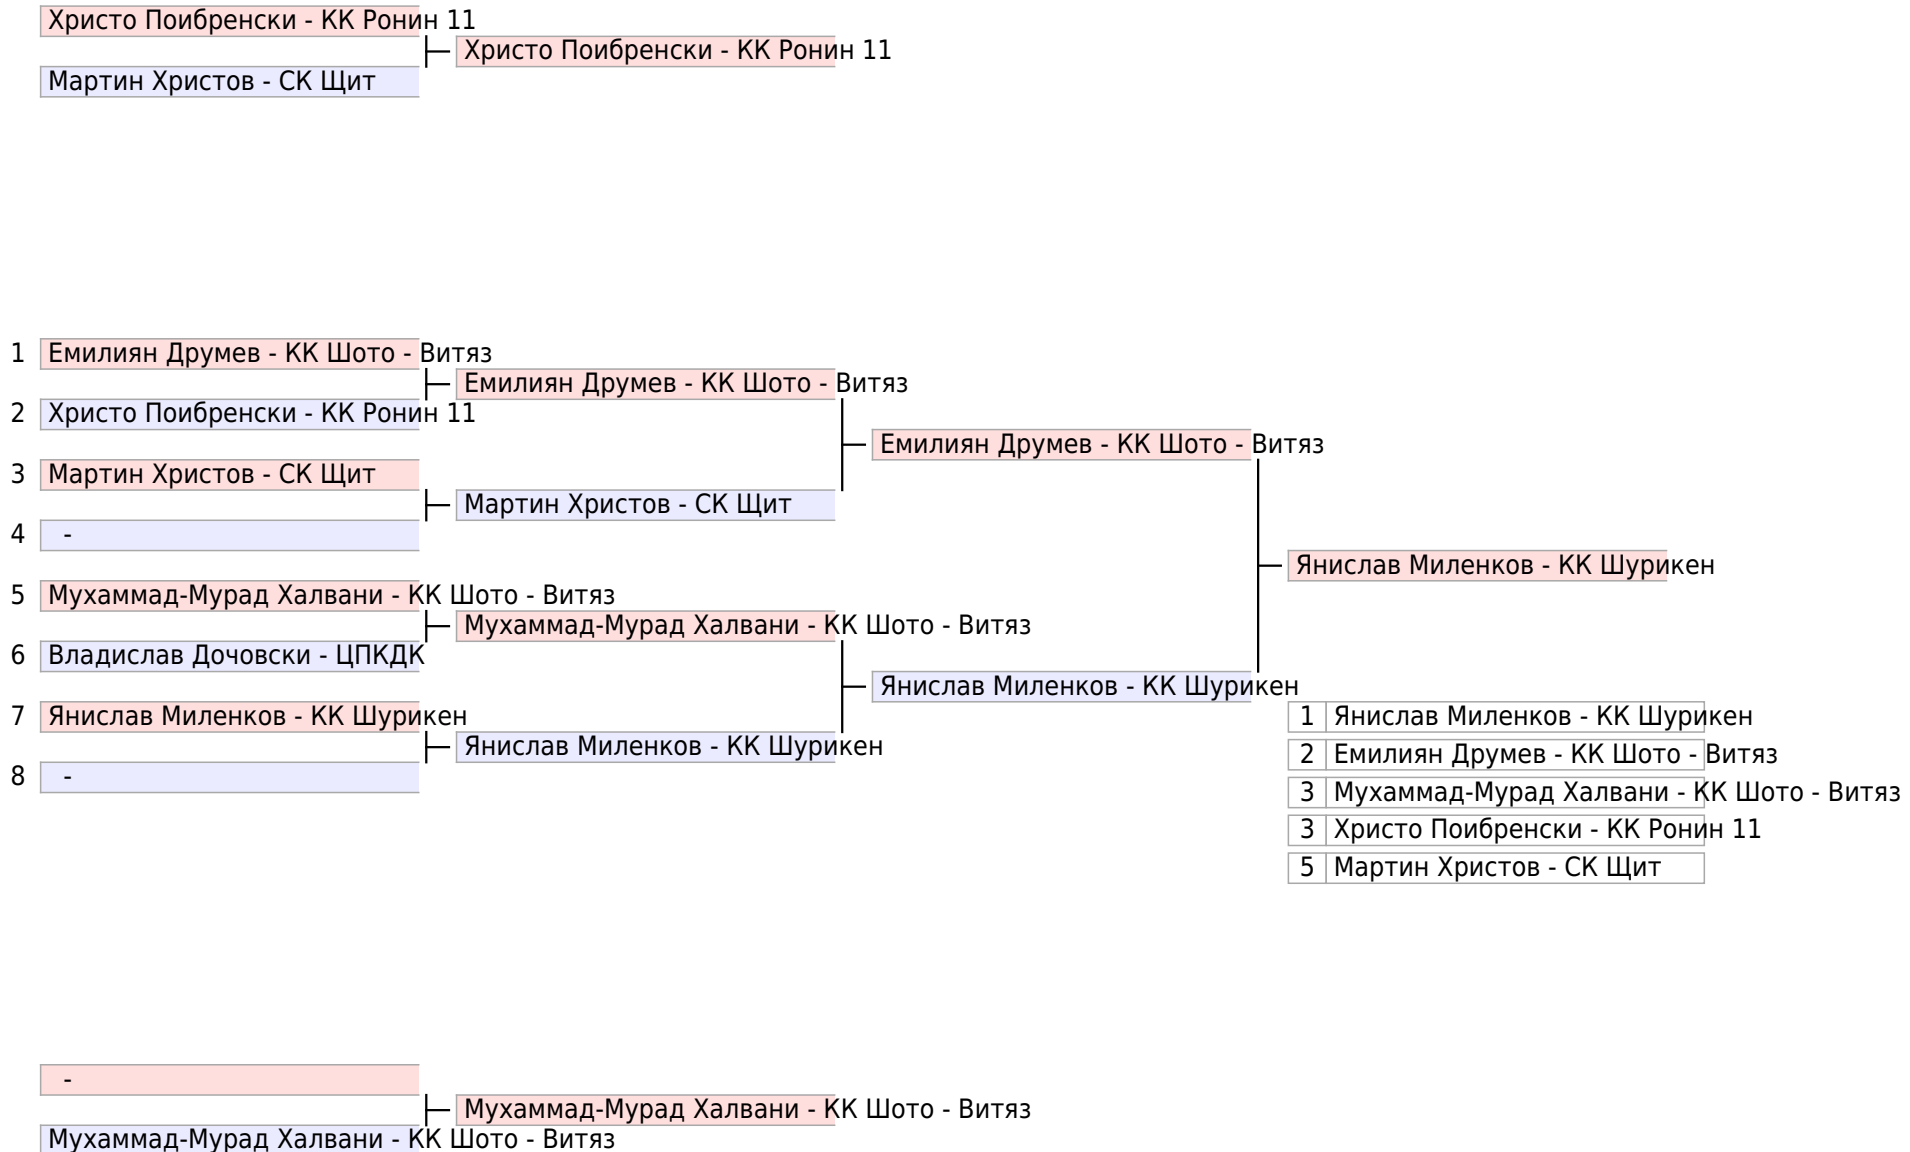 Христо Поибренски - КК Ронин 11
Христо Поибренски - КК Ронин 11
Мартин Христов - СК Щит
1 Емилиян Друмев - КК Шото - Витяз
Емилиян Друмев - КК Шото - Витяз
2 Христо Поибренски - КК Ронин 11
Емилиян Друмев - КК Шото - Витяз
3 Мартин Христов - СК Щит
Мартин Христов - СК Щит
4 -
Янислав Миленков - КК Шурикен
5 Мухаммад-Мурад Халвани - КК Шото - Витяз
Мухаммад-Мурад Халвани - КК Шото - Витяз
6 Владислав Дочовски - ЦПКДК
Янислав Миленков - КК Шурикен
7 Янислав Миленков - КК Шурикен
Янислав Миленков - КК Шурикен
8 -
1 Янислав Миленков - КК Шурикен
2 Емилиян Друмев - КК Шото - Витяз
3 Мухаммад-Мурад Халвани - КК Шото - Витяз
3 Христо Поибренски - КК Ронин 11
5 Мартин Христов - СК Щит
-
Мухаммад-Мурад Халвани - КК Шото - Витяз
Мухаммад-Мурад Халвани - КК Шото - Витяз